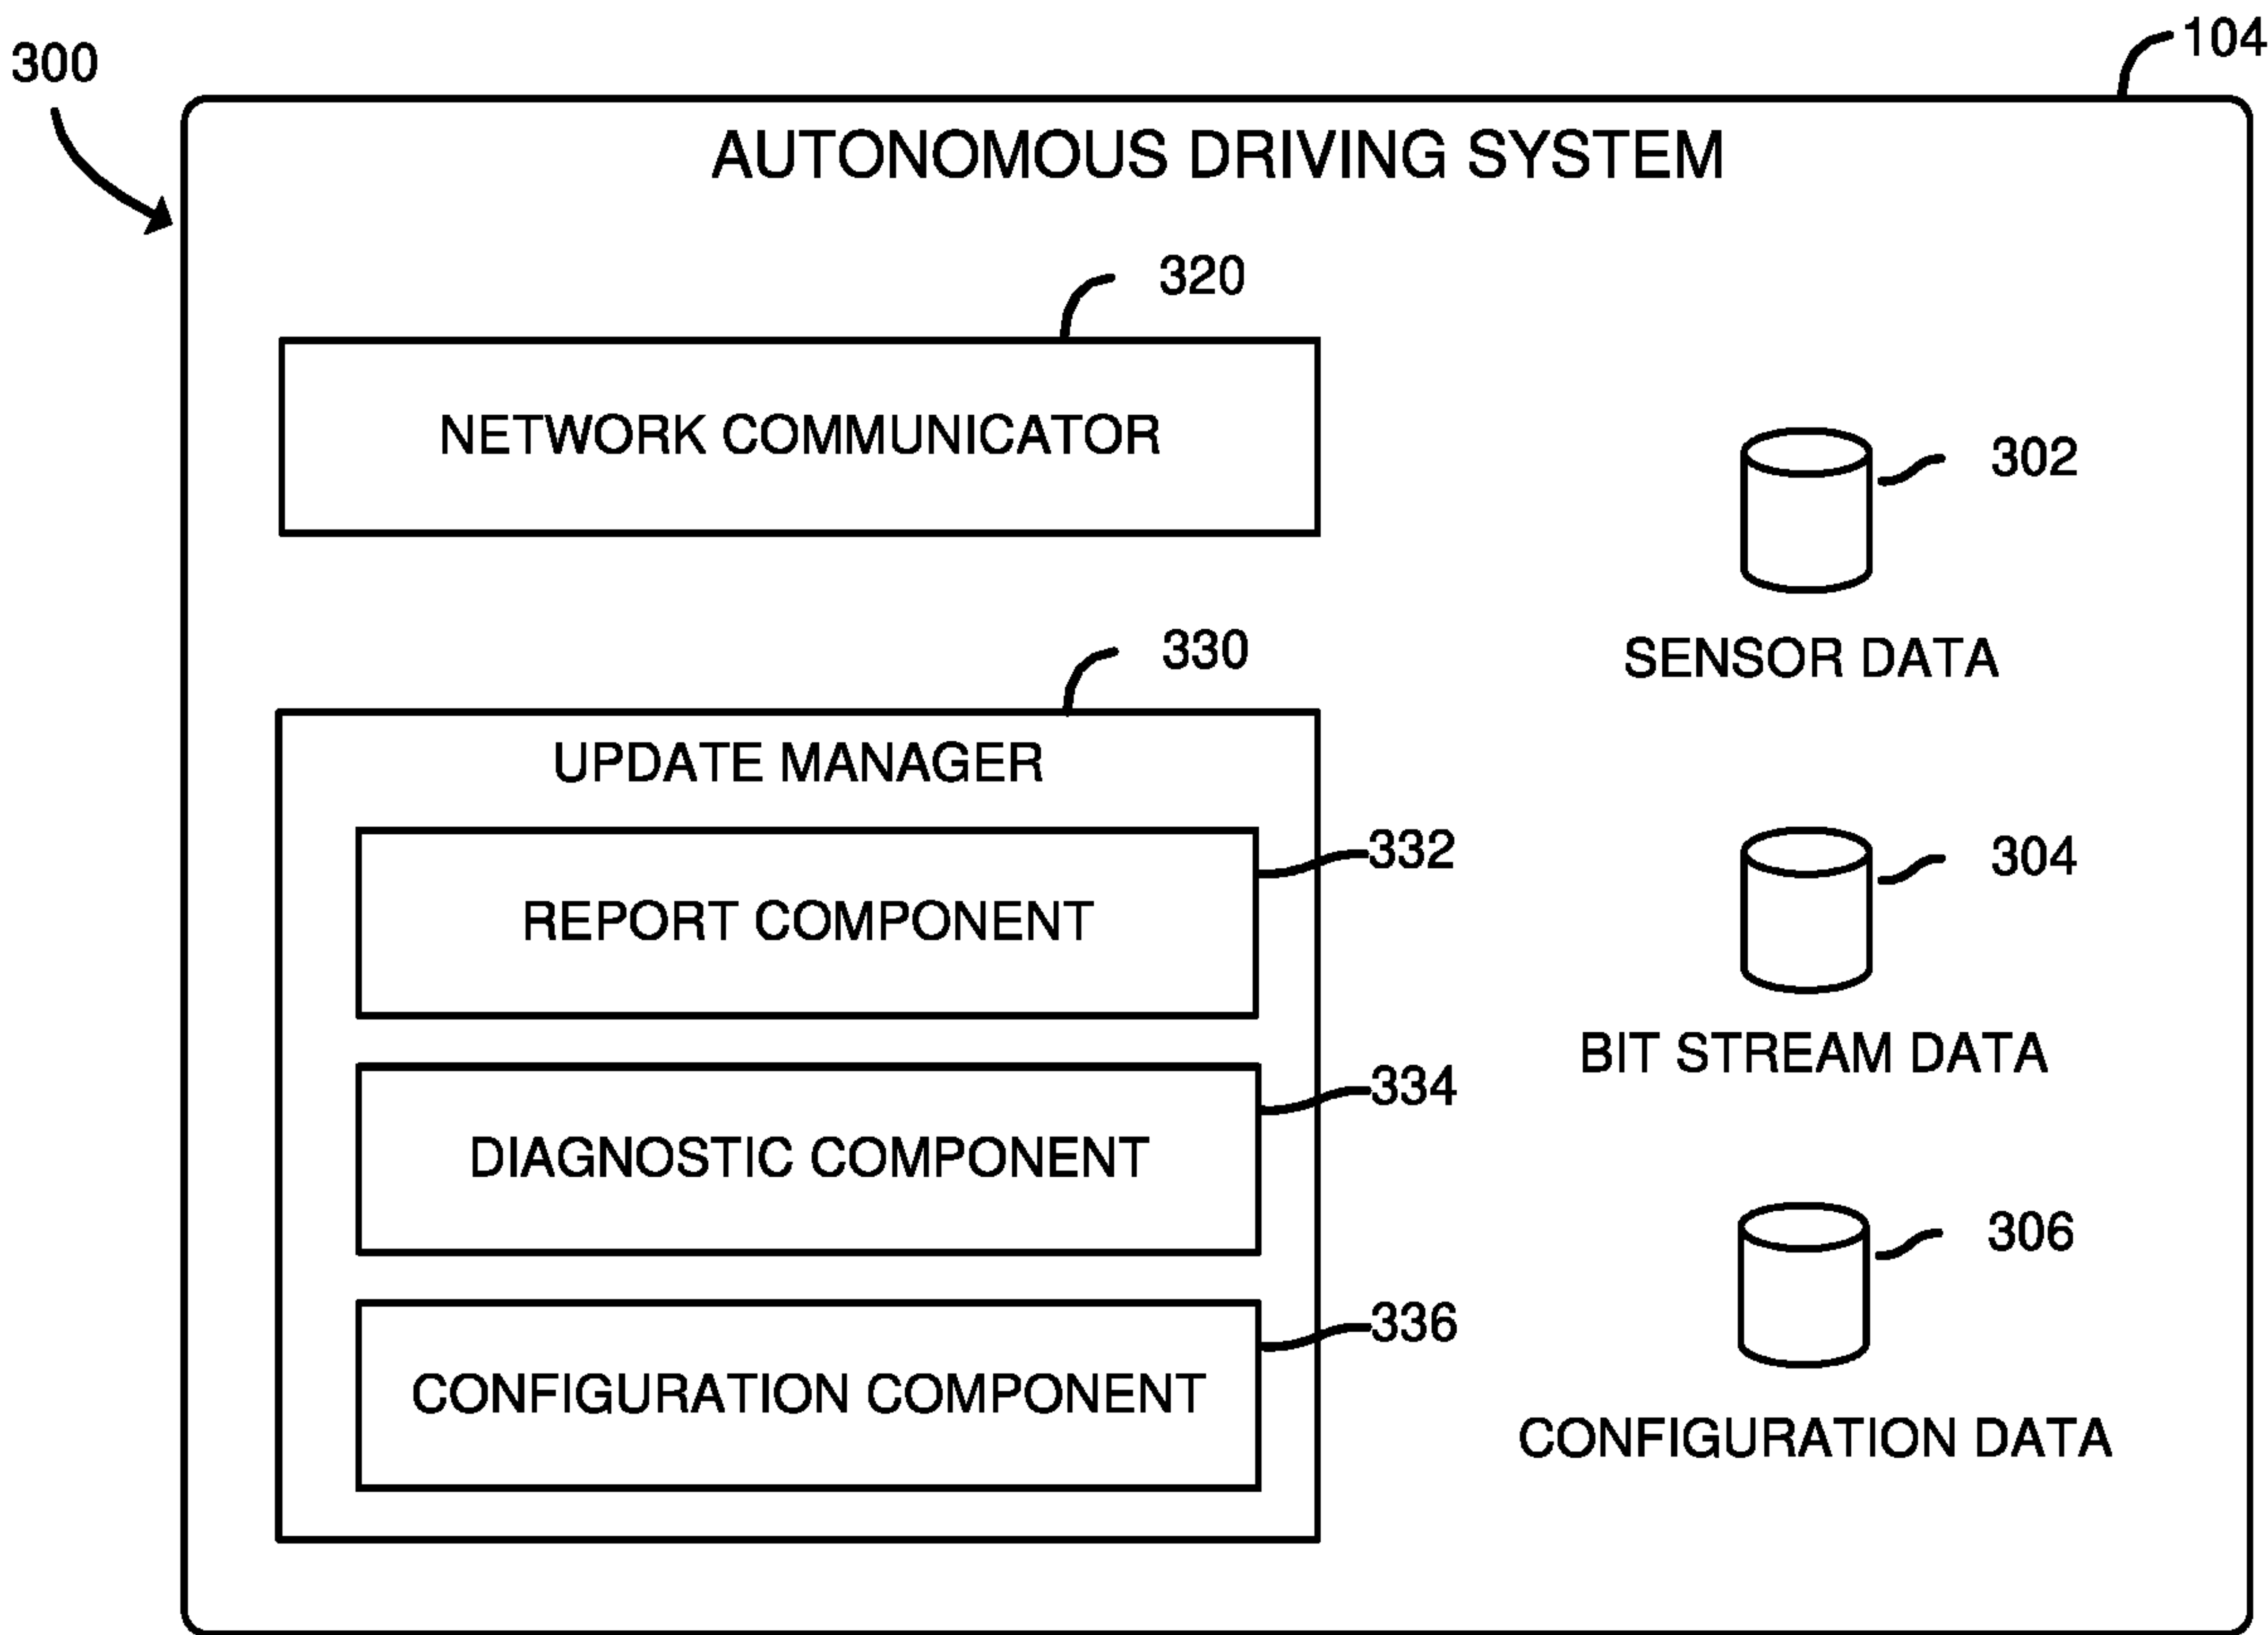 104
300
AUTONOMOUS DRIVING SYSTEM
320
NETWORK COMMUNICATOR
302
SENSOR DATA
330
UPDATE MANAGER
332
REPORT COMPONENT
304
BIT STREAM DATA
334
DIAGNOSTIC COMPONENT
306
336
CONFIGURATION COMPONENT
CONFIGURATION DATA